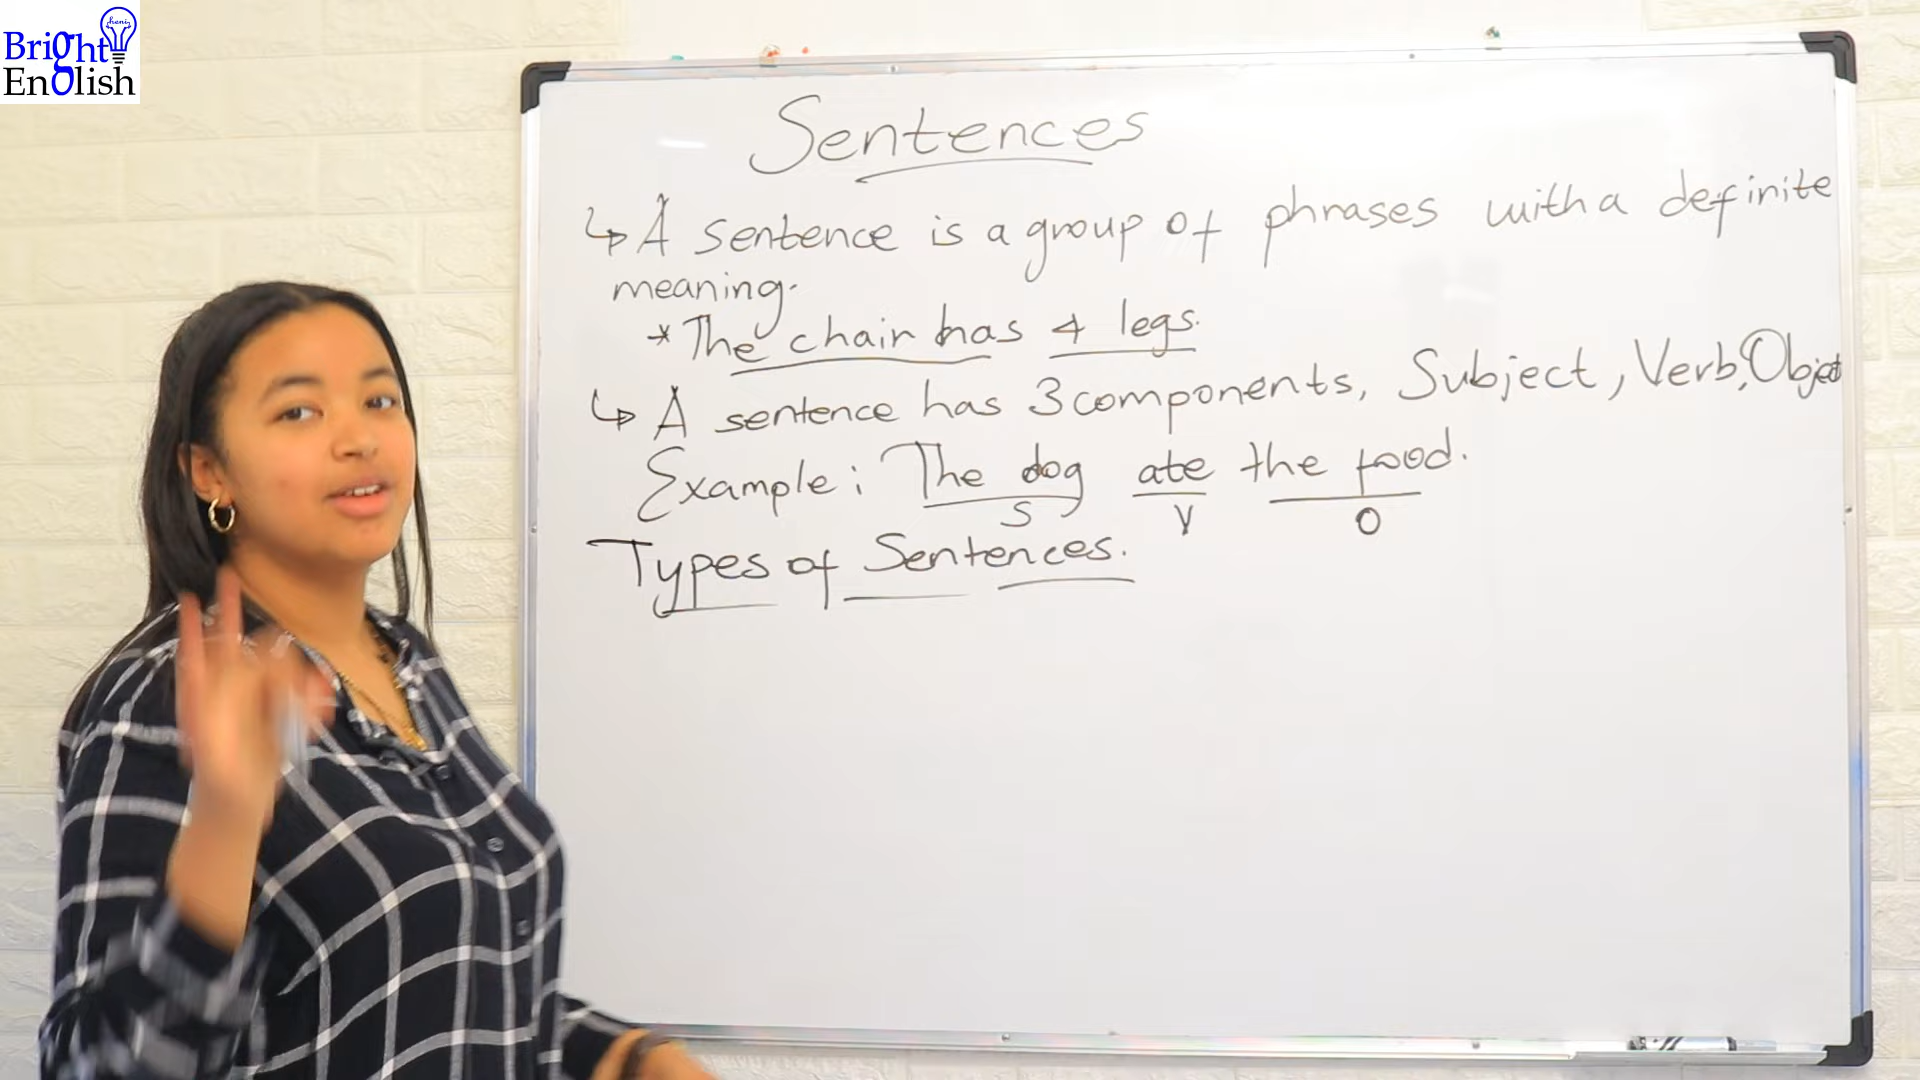 heni
Bright
English
Sentences
↳ A sentence is a group of phrases with a definite
meaning.
* The chair has 4 legs.
↳ A sentence has 3 components, Subject, Verb, Object
Example: The dog ate the food.
S V O
Types of Sentences.